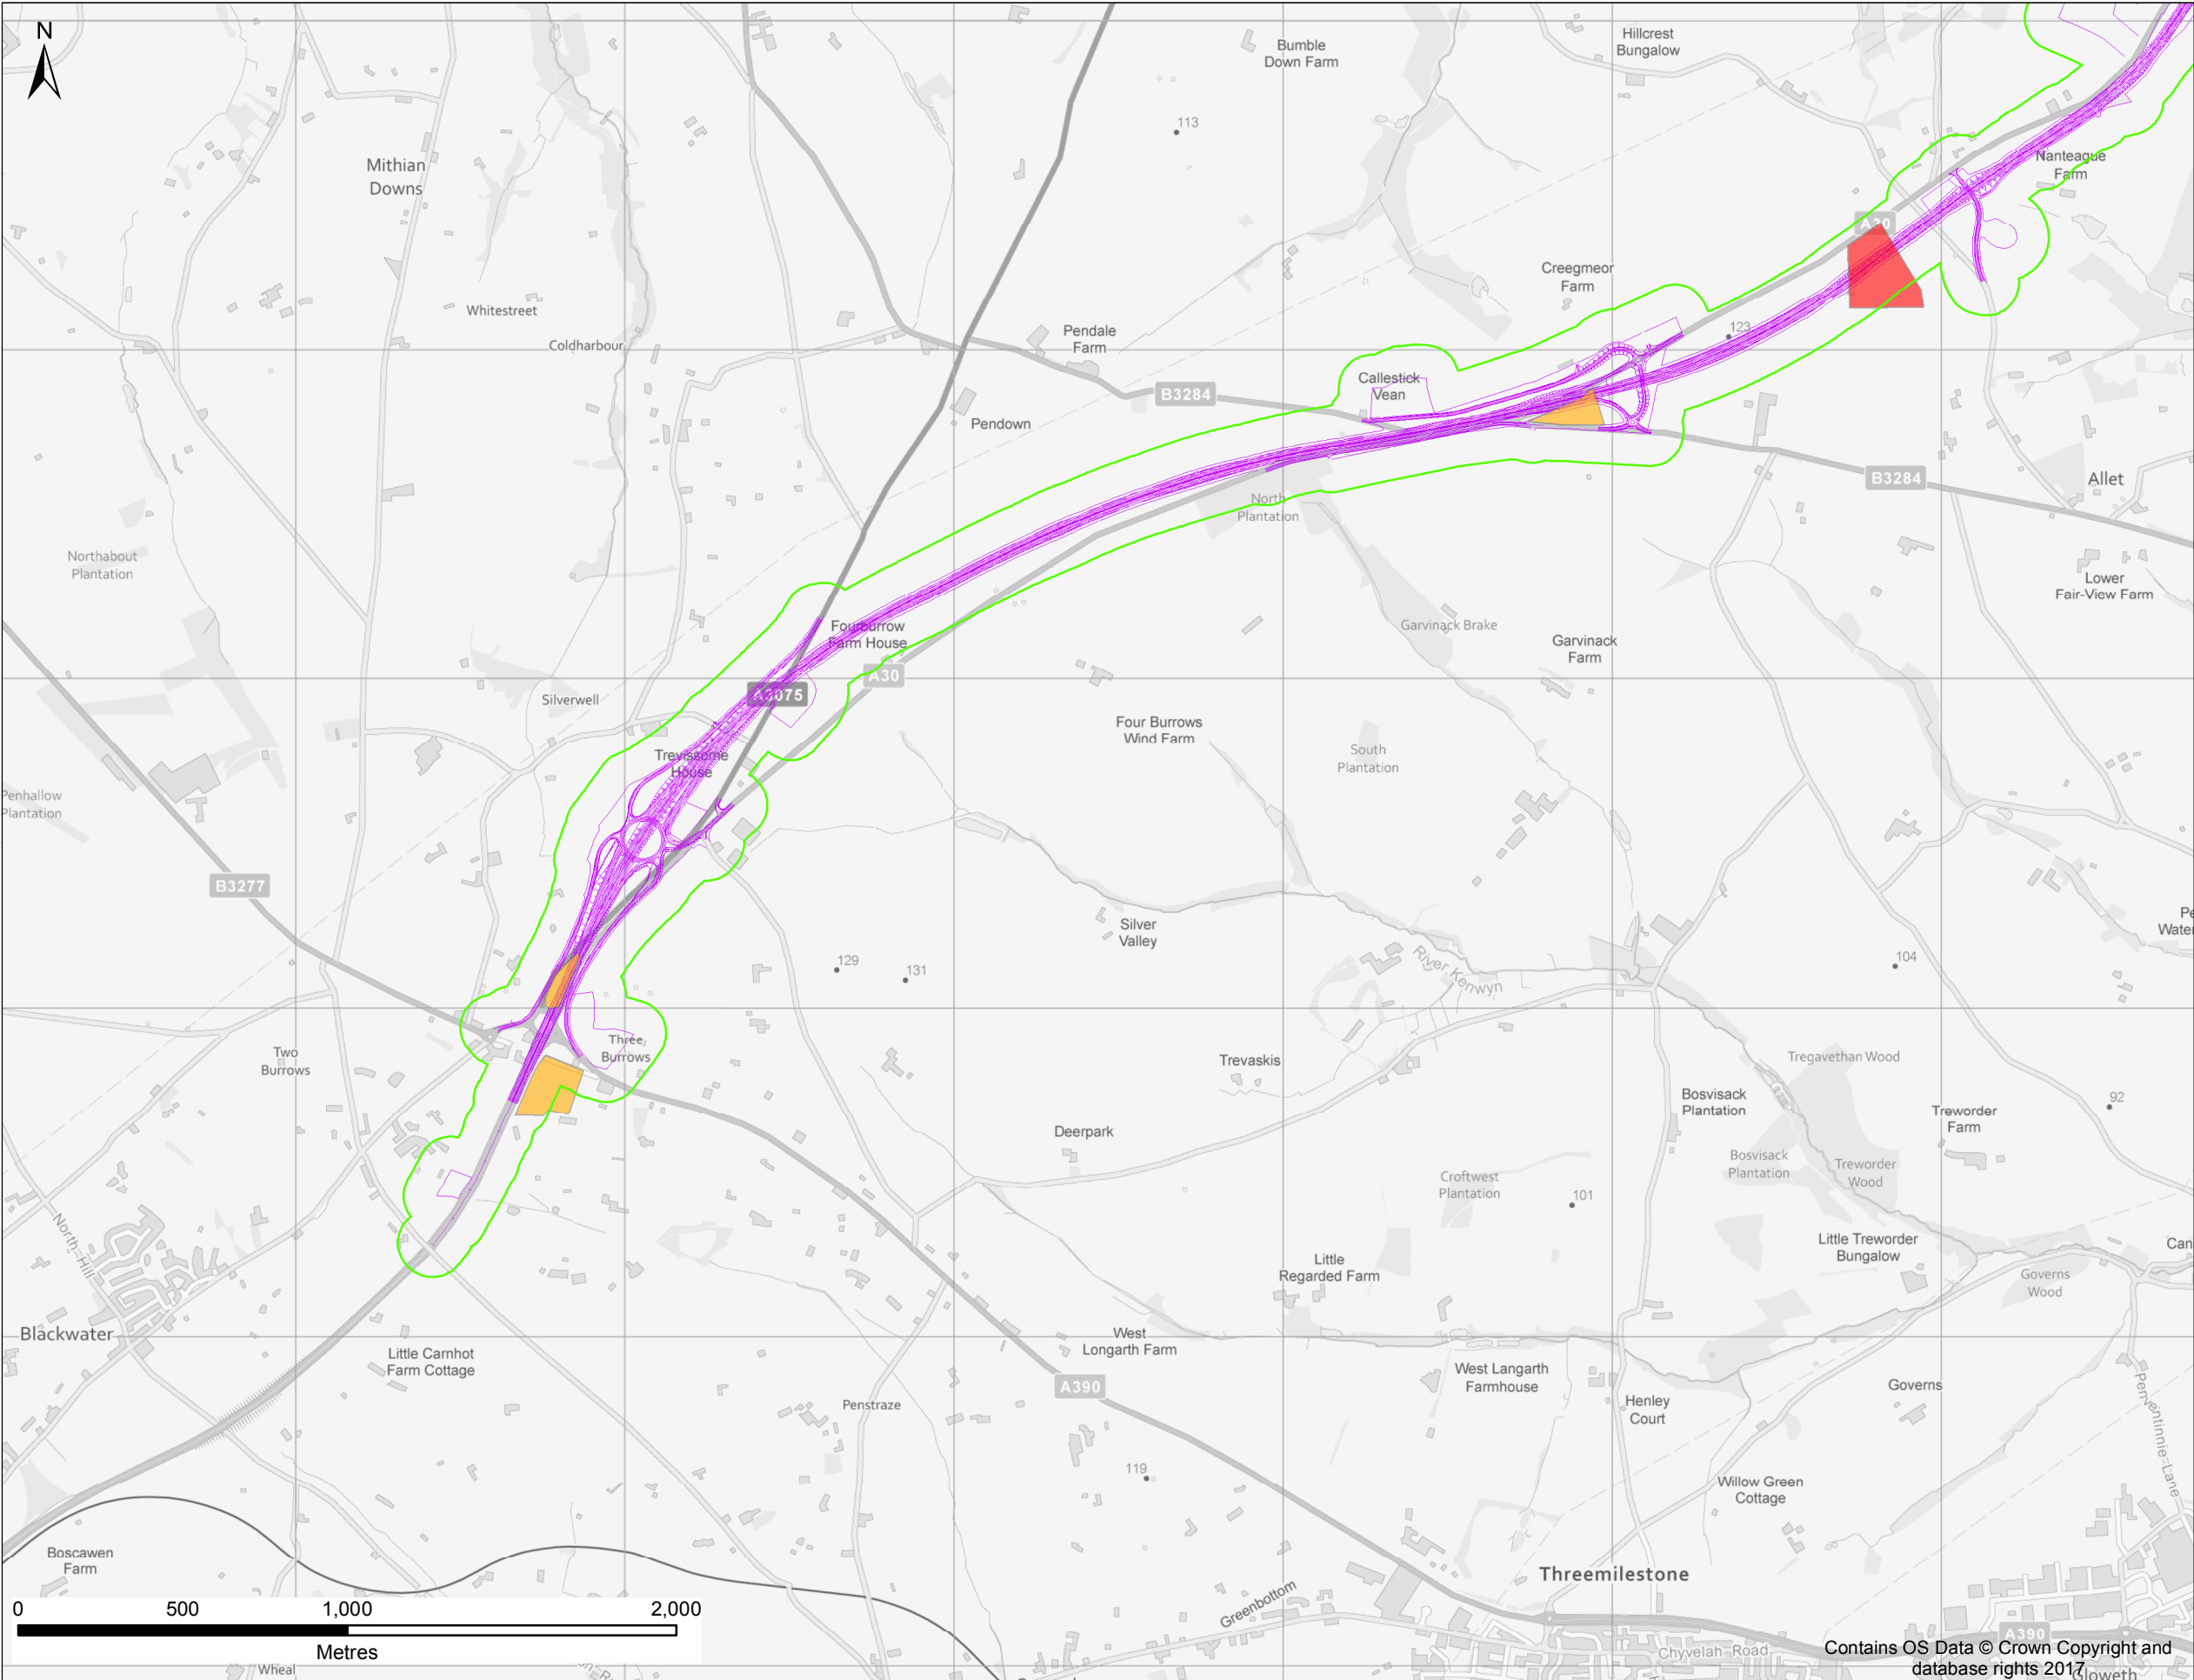 N
Hillcrest
Bungalow
Bumble
Down Farm
113
Mithian
Downs
Nanteague
Farm
A30
Creegmeor
Farm
Whitestreet
123
Coldharbour
Pendale
Farm
Callestick
Vean
B3284
Pendown
B3284
Allet
North
Plantation
Northabout
Plantation
Lower
Fair-View Farm
Fourburrow
Farm House
Garvinack Brake
Garvinack
Farm
A30
A3075
Silverwell
Four Burrows
Wind Farm
Trevissome
House
South
Plantation
Penhallow
Plantation
B3277
Silver
Valley
Pe
Water
129
131
River Kenwyn
104
Three
Burrows
Two
Burrows
Trevaskis
Tregavethan Wood
Bosvisack
Plantation
92
Treworder
Farm
Deerpark
Bosvisack
Plantation
Treworder
Wood
Croftwest
Plantation
101
North Hill
Little Treworder
Bungalow
Can
Little
Regarded Farm
Governs
Wood
Blackwater
West
Longarth Farm
Little Carnhot
Farm Cottage
West Langarth
Farmhouse
A390
Governs
Penstraze
Henley
Court
Penventinnie Lane
119
Willow Green
Cottage
Boscawen
Farm
Threemilestone
Greenbottom
0 500 1,000 2,000
Metres
A390
Chyvelah Road
Contains OS Data © Crown Copyright and
database rights 2017
Gloweth
Wheal